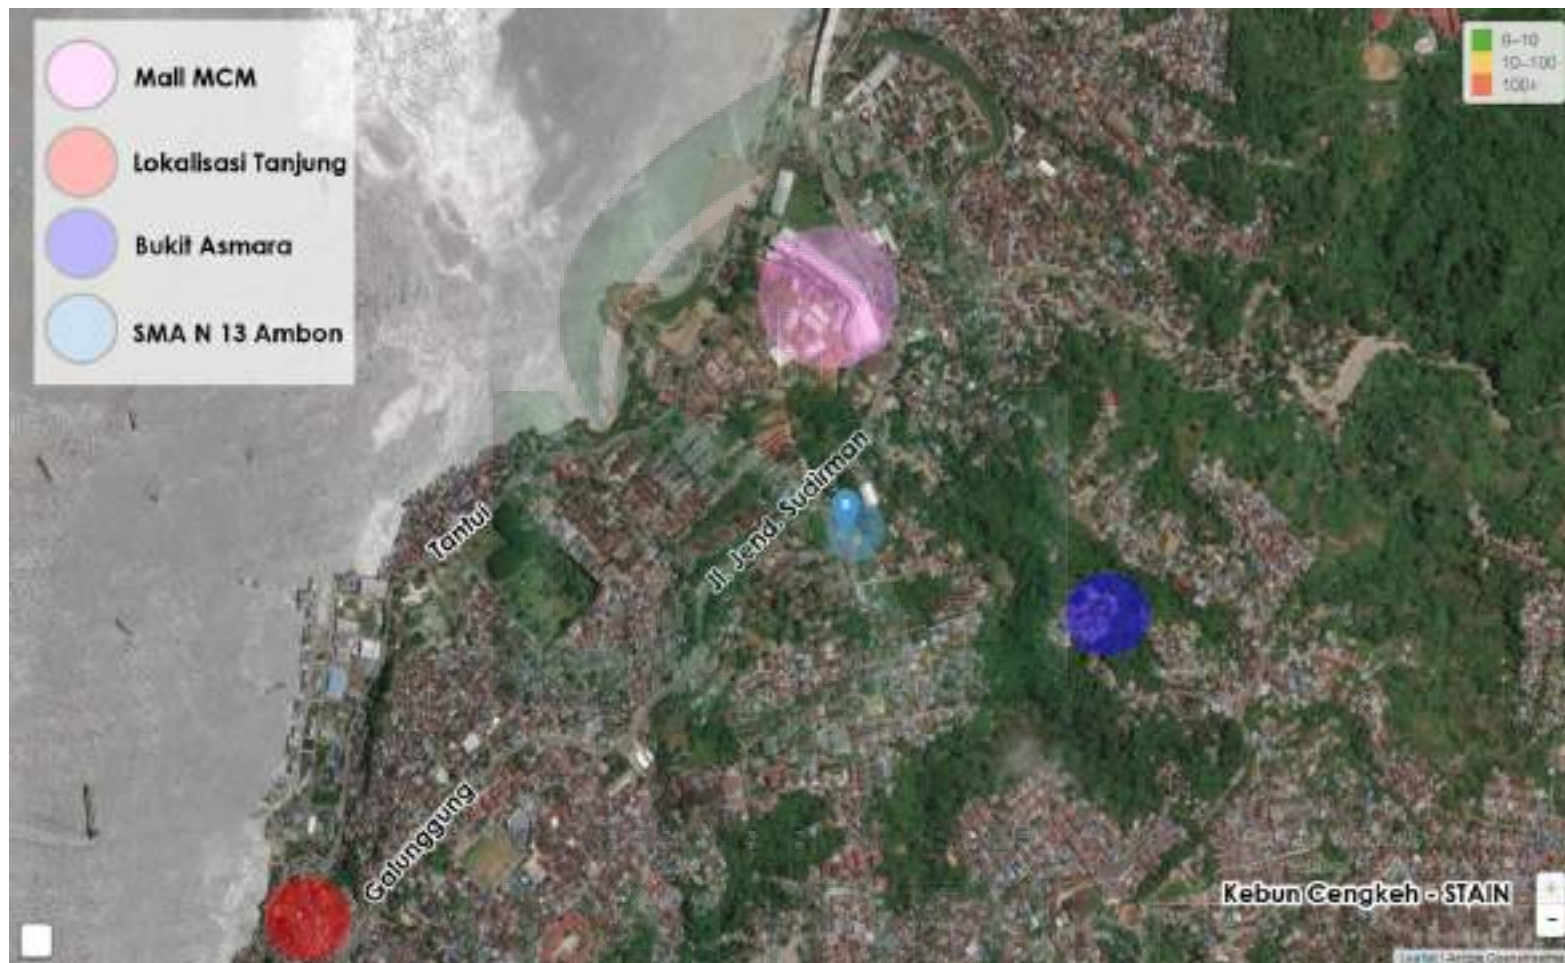 Mall MCM
Lokalisasi Tanjung
Bukit Asmara
SMA N 13 Ambon
0–10
10–100
100+
Jl. Jend. Sudirman
Tantui
Galunggung
Kebun Cengkeh - STAIN
+
-